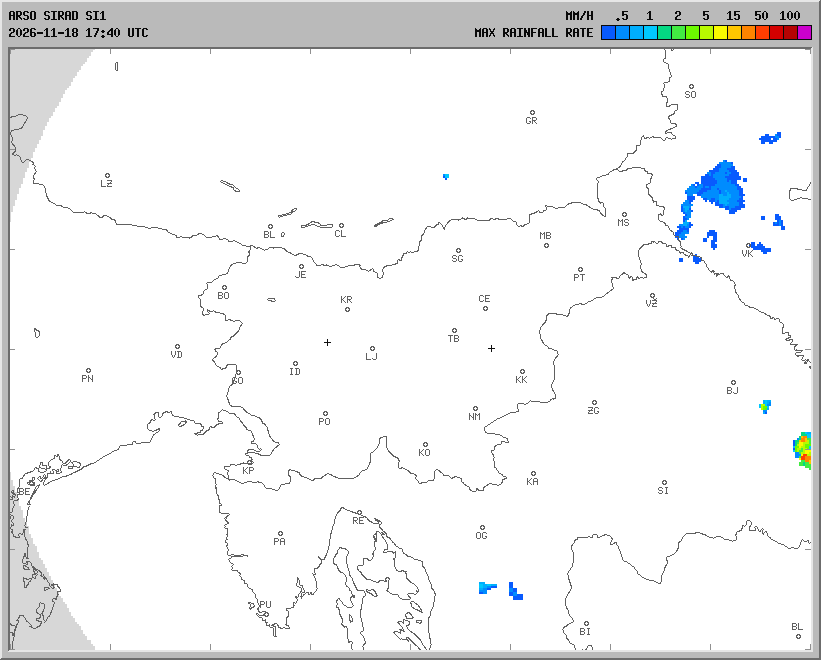 ARSO SIRAD SI1 MM/H .5 1 2 5 15 50 100
2026-11-18 17:40 UTC MAX RAINFALL RATE
SO
GR
LZ
MS
BL CL MB
VK
SG
JE PT
BO KR CE VZ
TB
VD LJ
PN GO ID KK BJ
PO NM ZG
KO
KP
BE KA SI
RE
PA OG
PU
BI BL